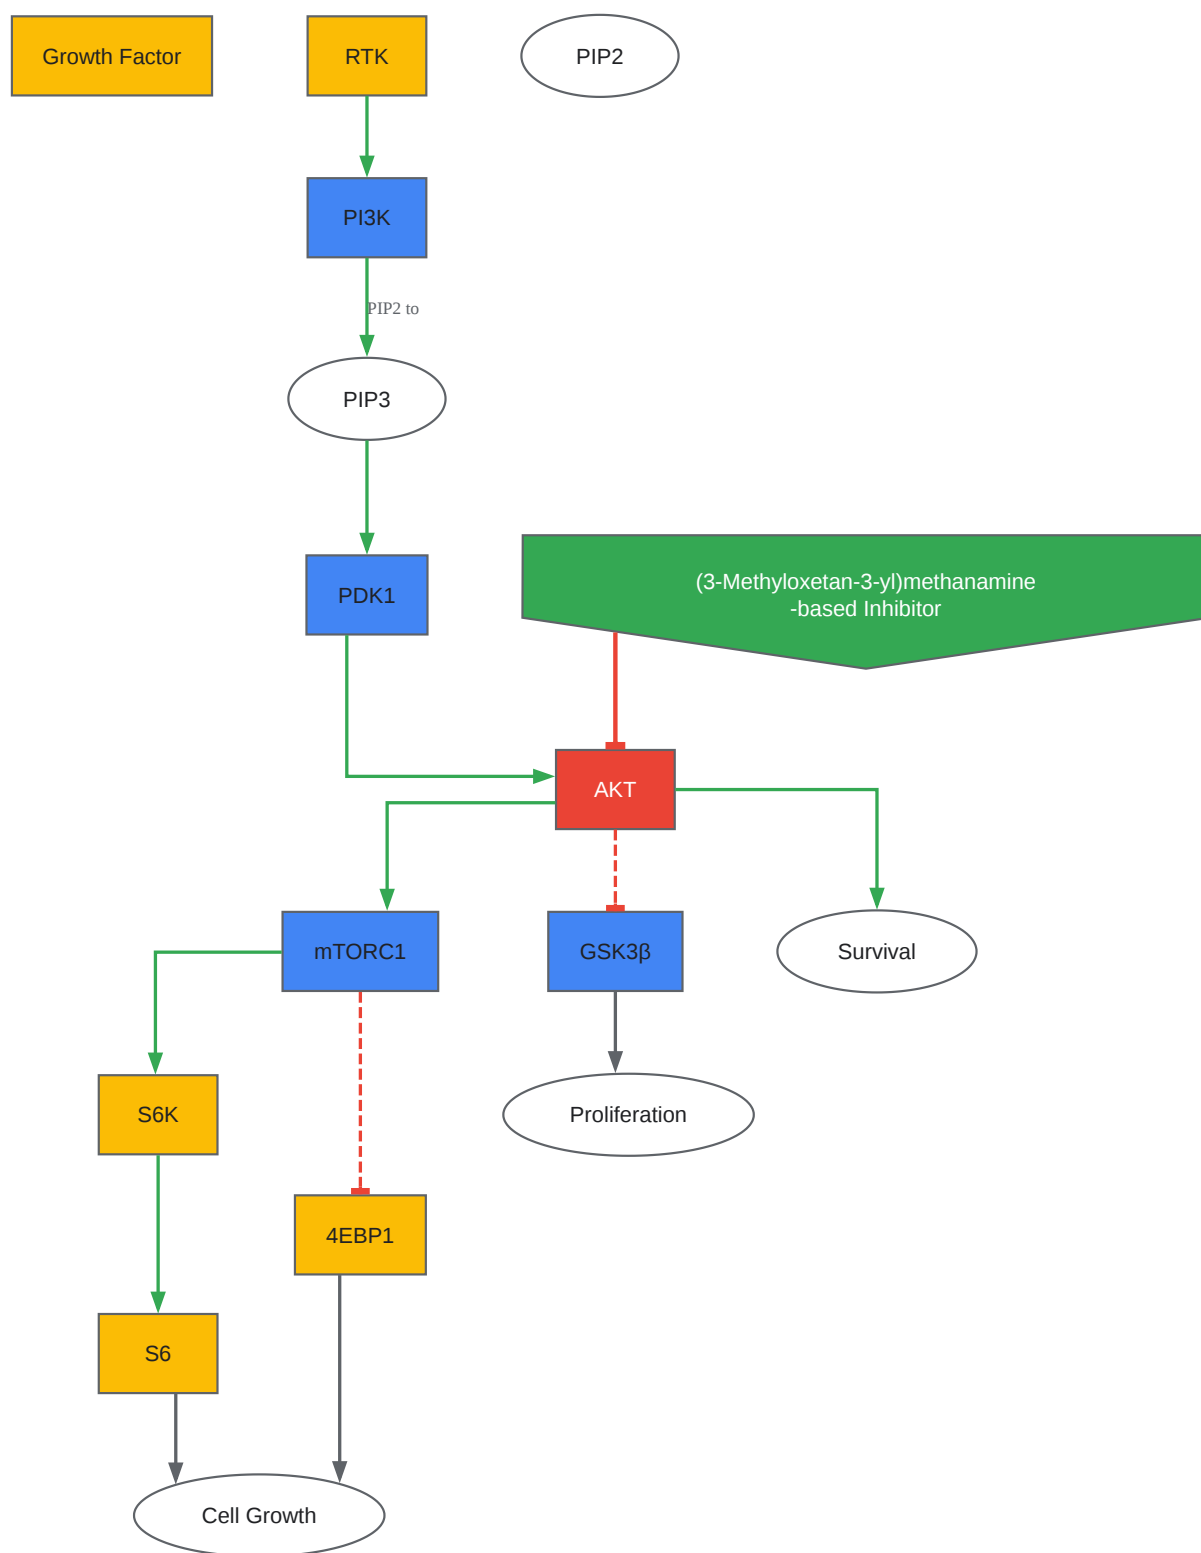 Growth Factor
RTK
PIP2
PI3K
PIP2 to
PIP3
PDK1
(3-Methyloxetan-3-yl)methanamine
-based Inhibitor
AKT
mTORC1
GSK3β
Survival
S6K
Proliferation
4EBP1
S6
Cell Growth